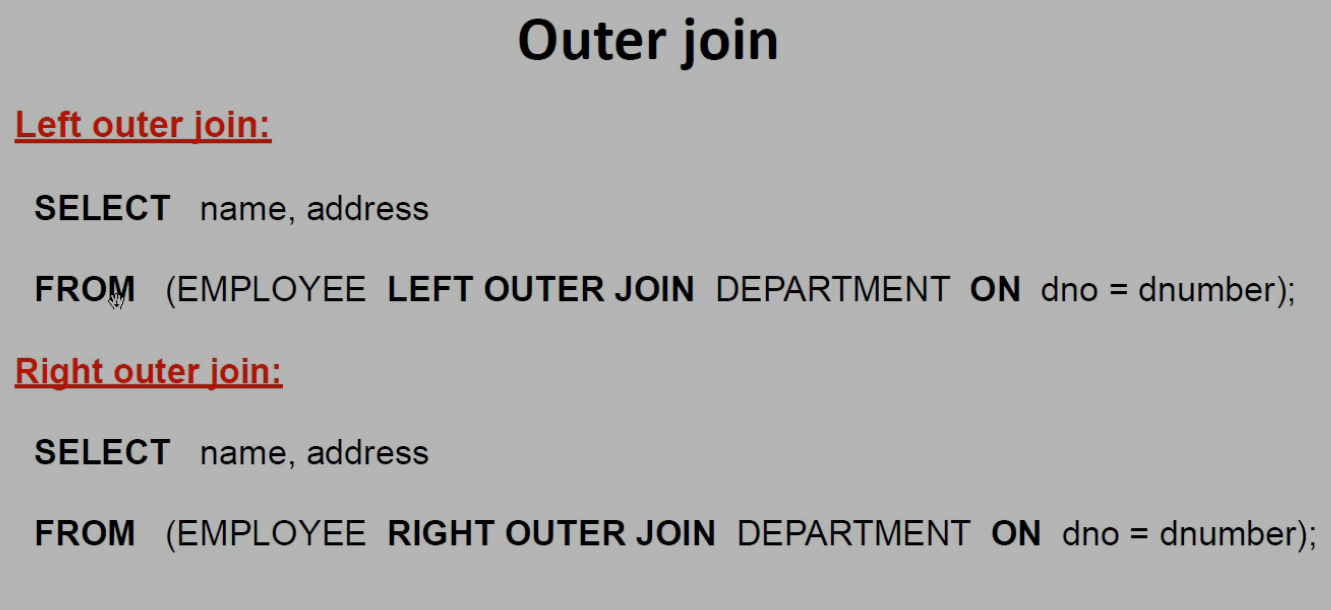 Outer join
Left outer join:
SELECT name, address
FROM (EMPLOYEE LEFT OUTER JOIN DEPARTMENT ON dno = dnumber);
Right outer join:
SELECT name, address
FROM (EMPLOYEE RIGHT OUTER JOIN DEPARTMENT ON dno = dnumber);